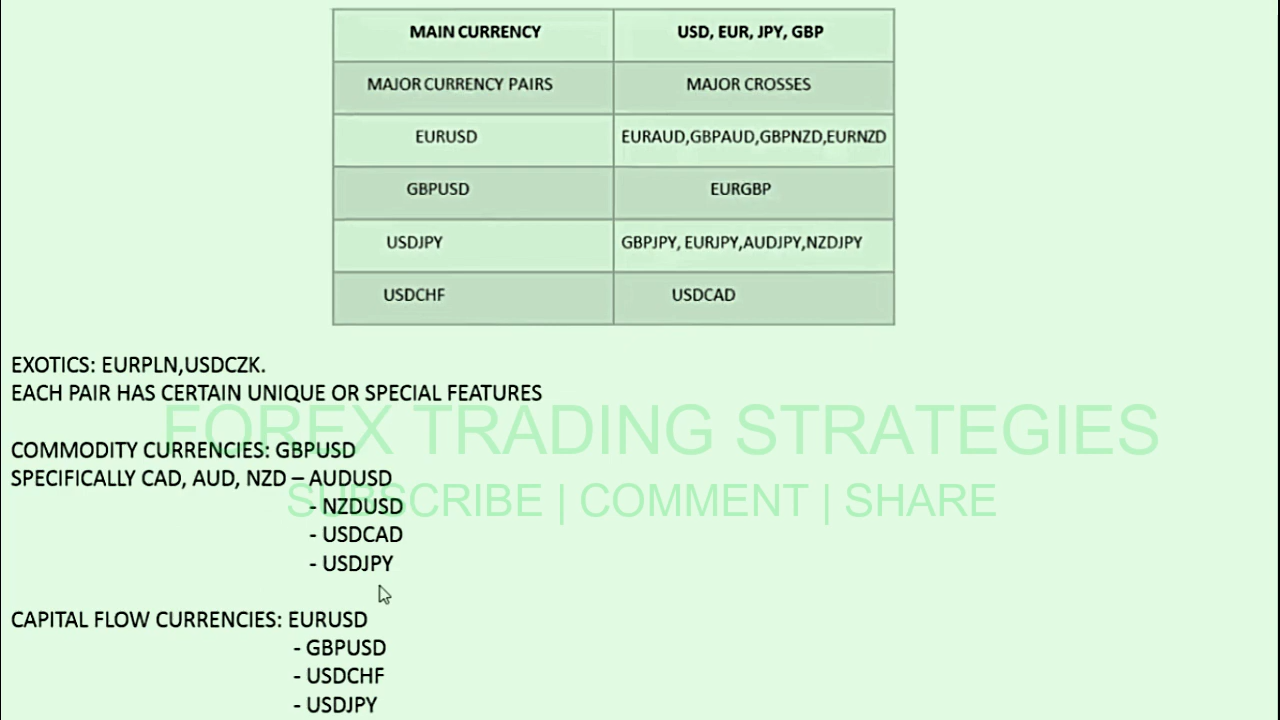 MAIN CURRENCY USD, EUR, JPY, GBP
MAJOR CURRENCY PAIRS MAJOR CROSSES
EURUSD EURAUD,GBPAUD,GBPNZD,EURNZD
GBPUSD EURGBP
USDJPY GBPJPY, EURJPY,AUDJPY,NZDJPY
USDCHF USDCAD
EXOTICS: EURPLN,USDCZK.
EACH PAIR HAS CERTAIN UNIQUE OR SPECIAL FEATURES
FOREX TRADING STRATEGIES
COMMODITY CURRENCIES: GBPUSD
SPECIFICALLY CAD, AUD, NZD – AUDUSD
SUBSCRIBE | COMMENT | SHARE
- NZDUSD
- USDCAD
- USDJPY
CAPITAL FLOW CURRENCIES: EURUSD
- GBPUSD
- USDCHF
- USDJPY